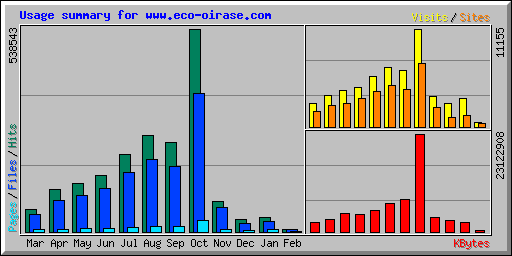 Usage summary for www.eco-oirase.com
Visits/Sites
538543
11155
Pages/Files/Hits
23122908
Mar Apr May Jun Jul Aug Sep Oct Nov Dec Jan Feb
KBytes